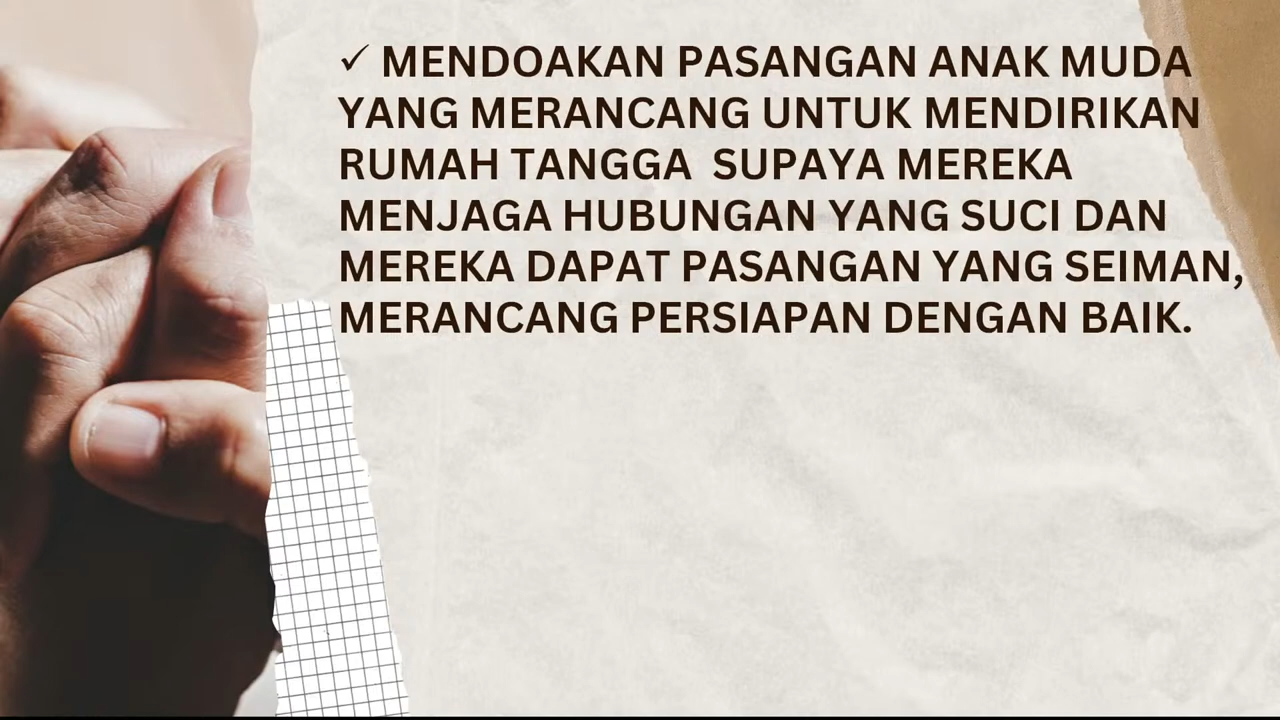 ✓ MENDOAKAN PASANGAN ANAK MUDA
YANG MERANCANG UNTUK MENDIRIKAN
RUMAH TANGGA  SUPAYA MEREKA
MENJAGA HUBUNGAN YANG SUCI DAN
MEREKA DAPAT PASANGAN YANG SEIMAN,
MERANCANG PERSIAPAN DENGAN BAIK.